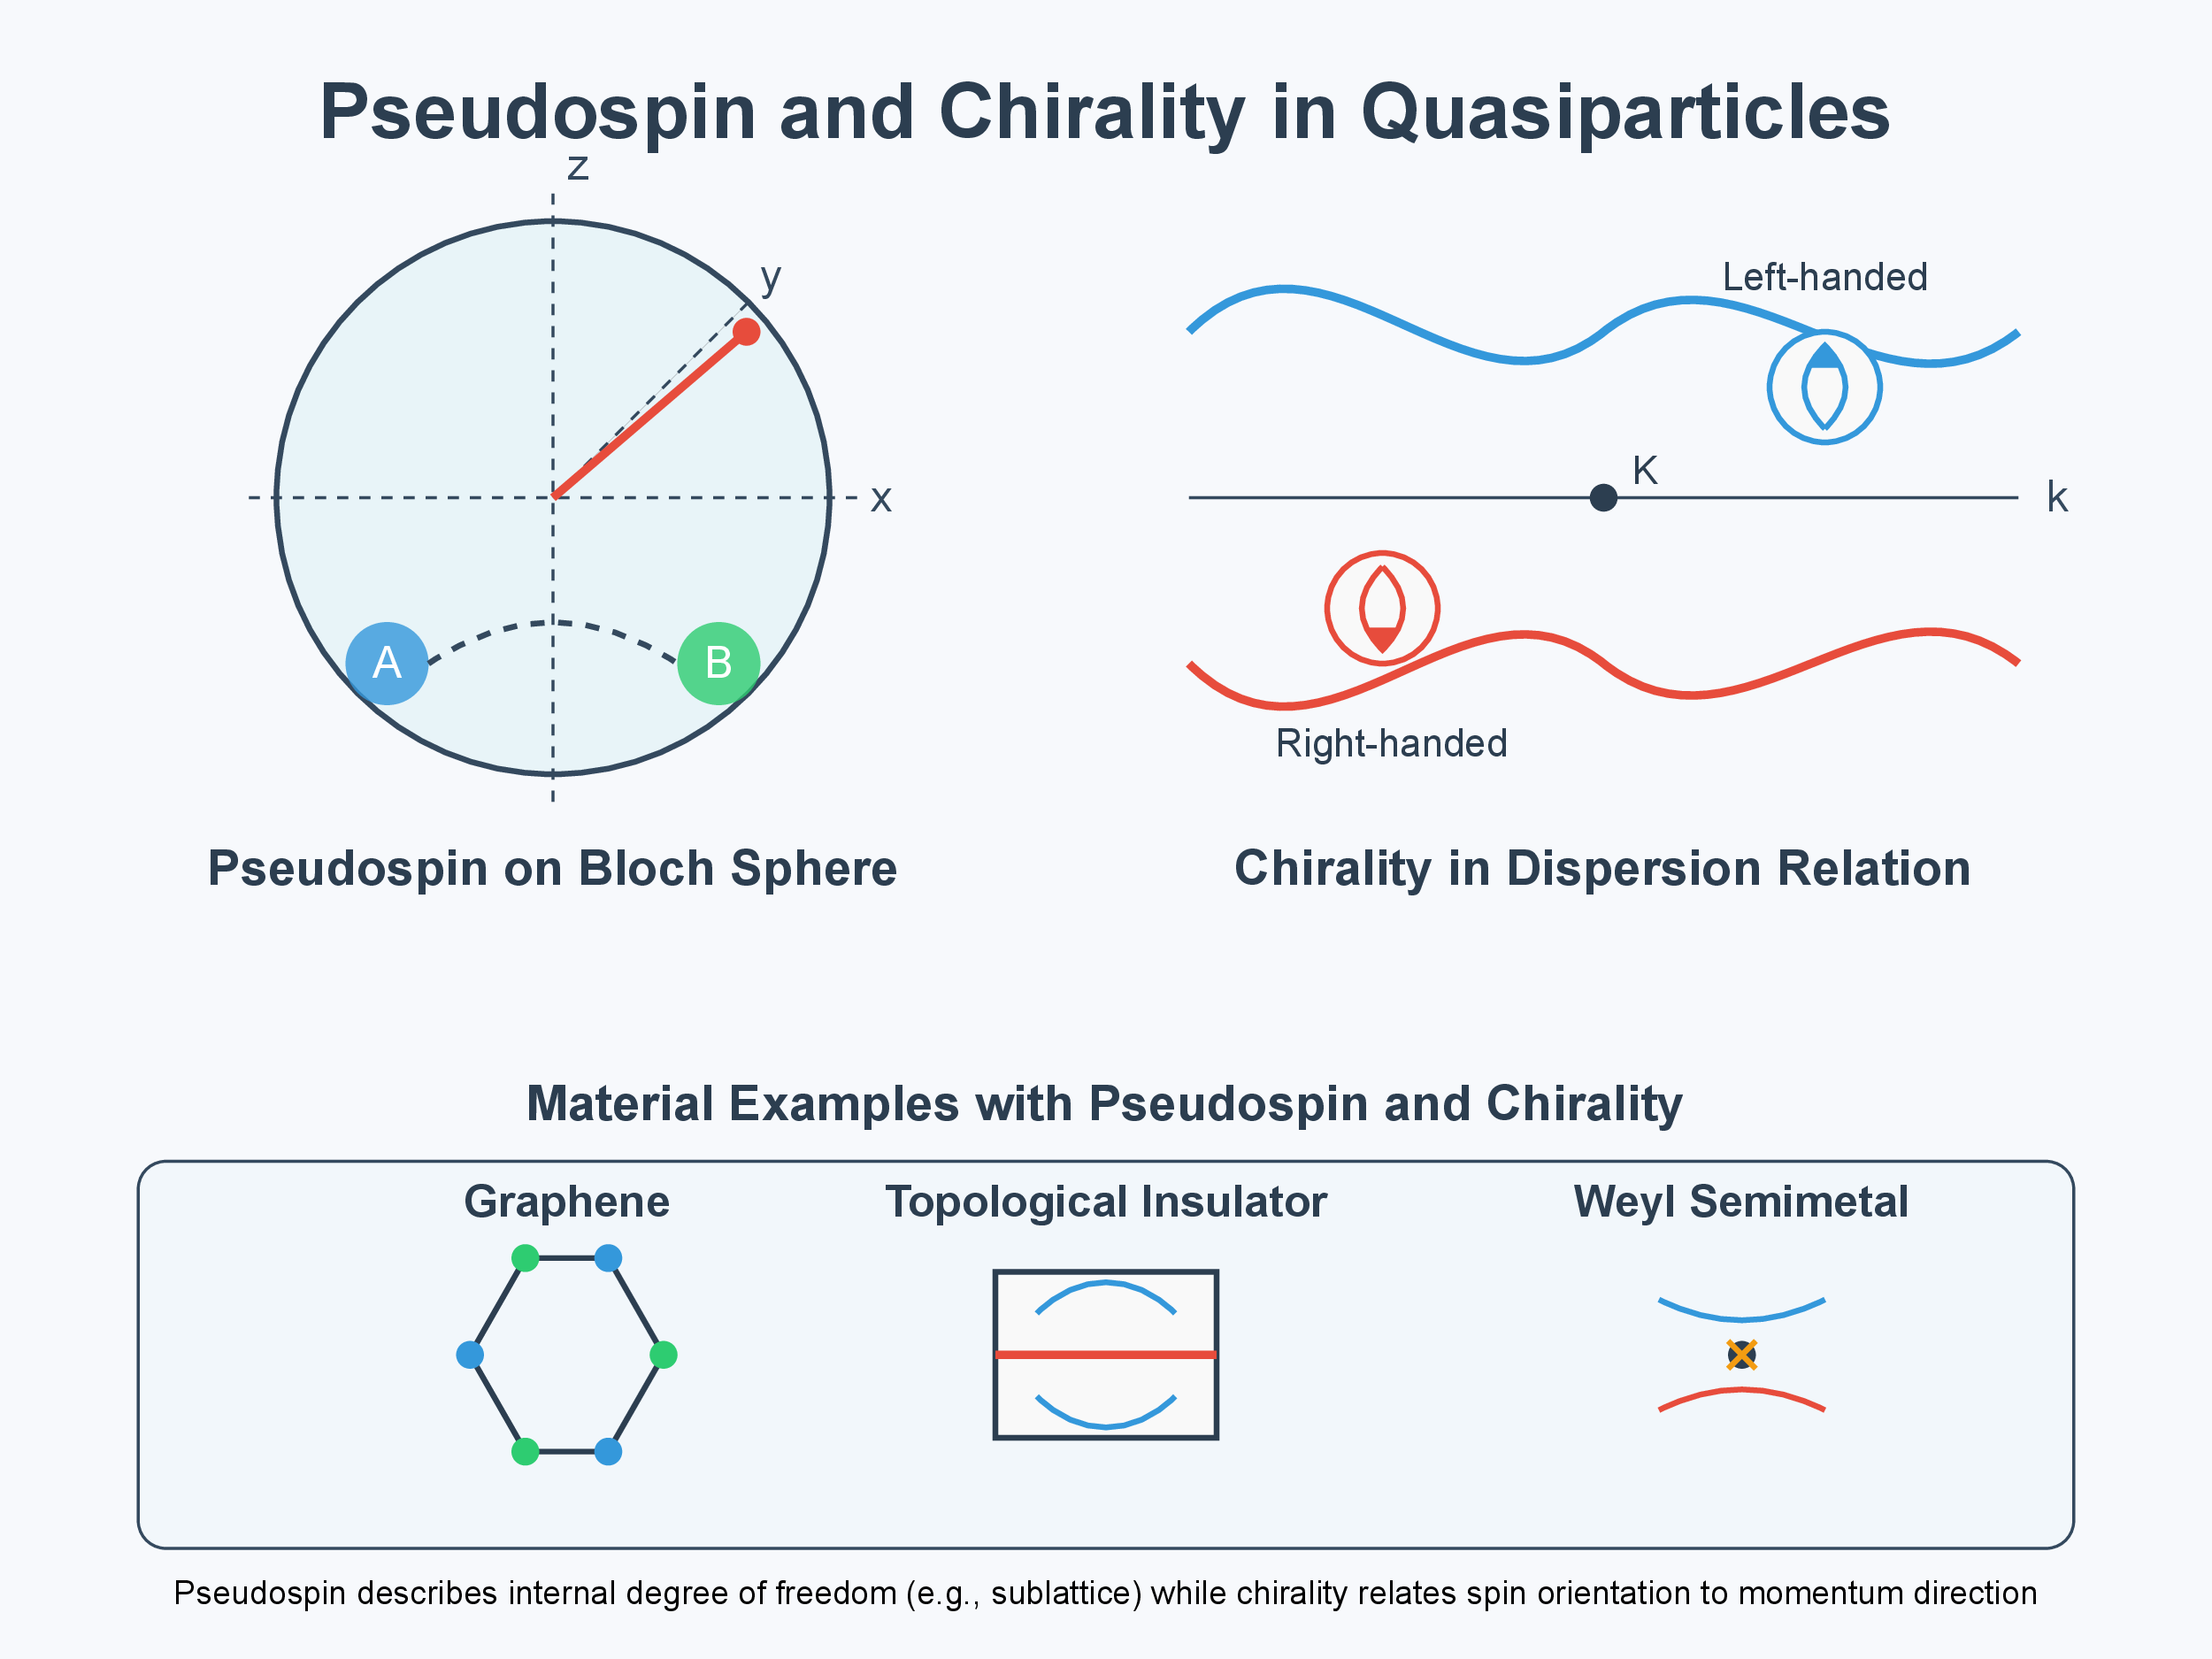 Pseudospin and Chirality in Quasiparticles
z
y
x
A
B
Pseudospin on Bloch Sphere
Left-handed
K
k
Right-handed
Chirality in Dispersion Relation
Material Examples with Pseudospin and Chirality
Graphene
Topological Insulator
Weyl Semimetal
Pseudospin describes internal degree of freedom (e.g., sublattice) while chirality relates spin orientation to momentum direction